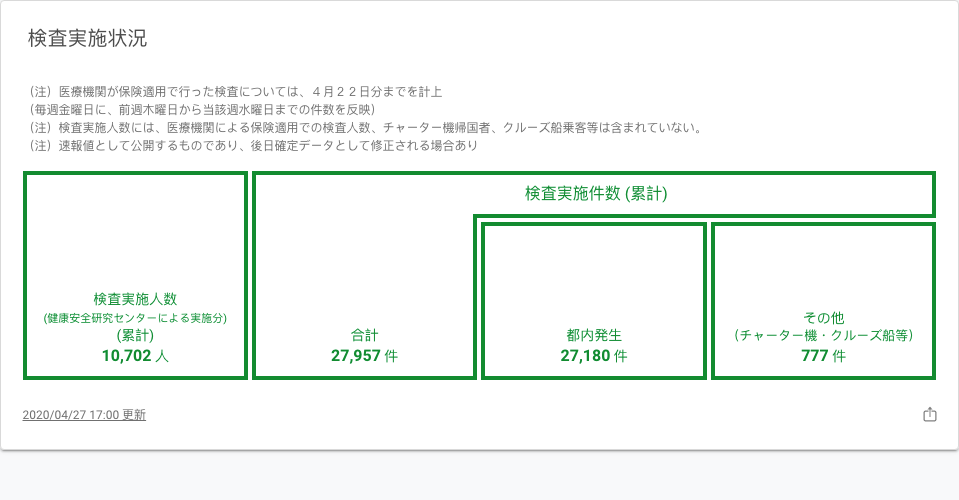 検査実施状況
（注）医療機関が保険適用で行った検査については、４月２２日分までを計上
（毎週金曜日に、前週木曜日から当該週水曜日までの件数を反映）
（注）検査実施人数には、医療機関による保険適用での検査人数、チャーター機帰国者、クルーズ船乗客等は含まれていない。
（注）速報値として公開するものであり、後日確定データとして修正される場合あり
検査実施人数
(健康安全研究センターによる実施分)
(累計)
10,702 人
検査実施件数 (累計)
合計
27,957 件
都内発生
27,180 件
その他
（チャーター機・クルーズ船等）
777 件
2020/04/27 17:00 更新